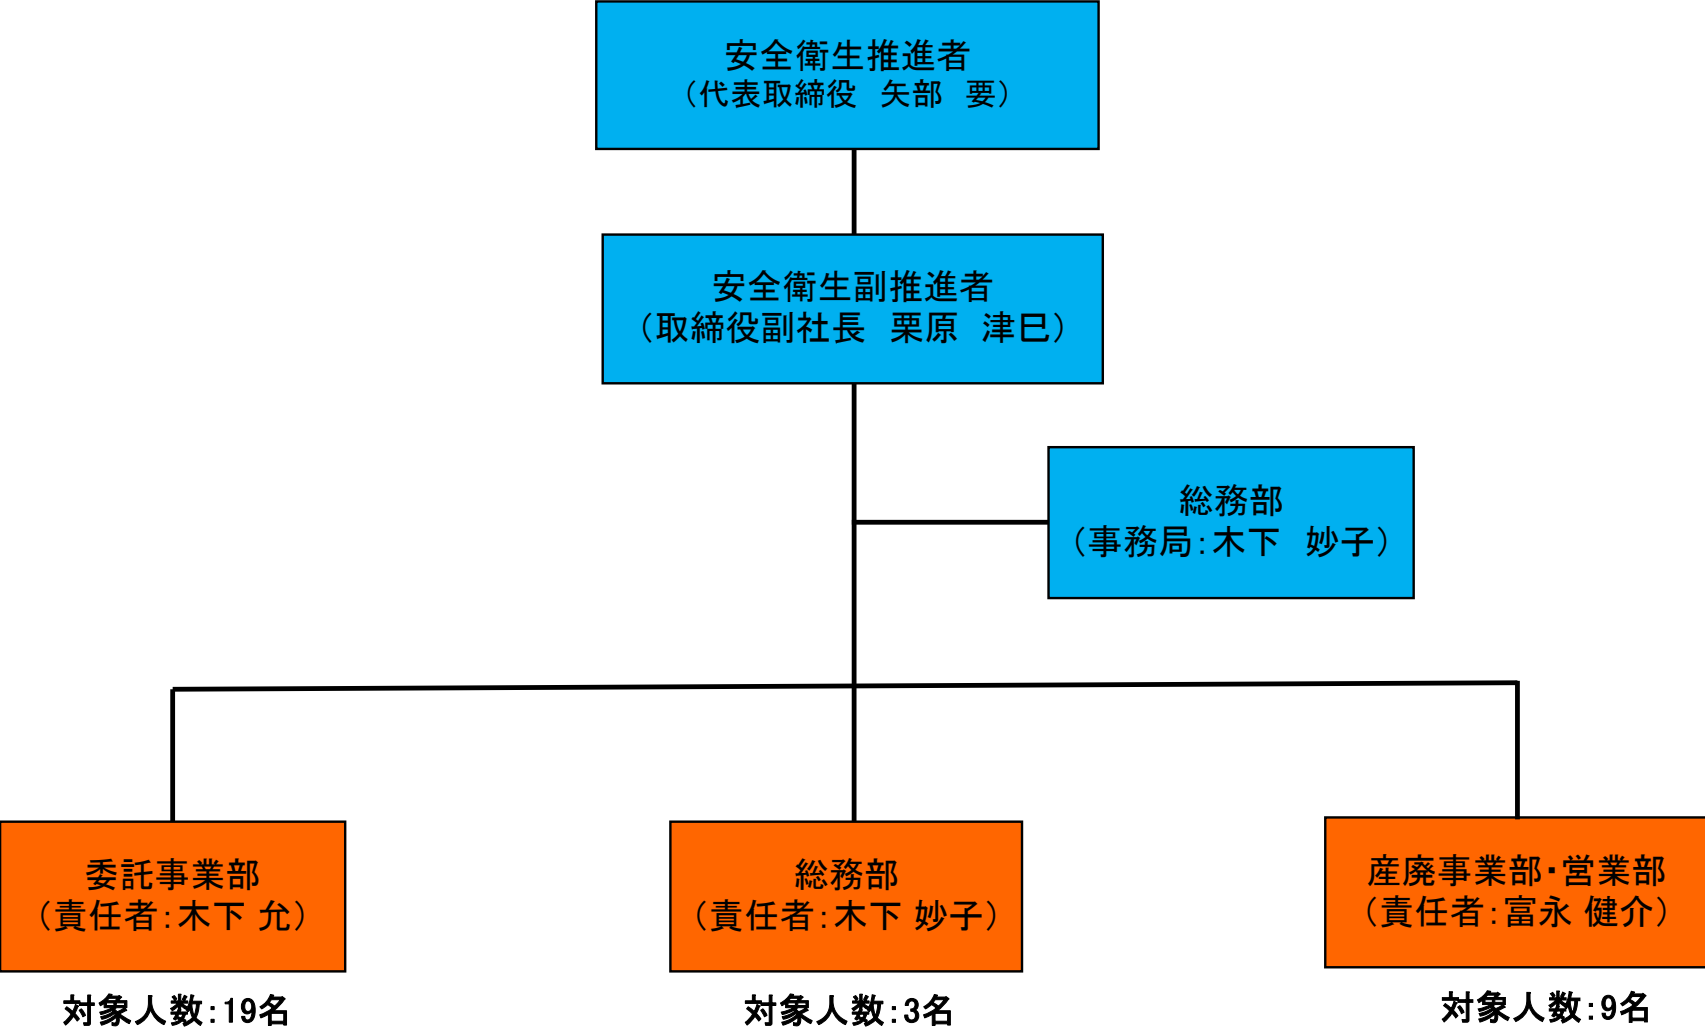 安全衛生推進者
（代表取締役　矢部　要）
安全衛生副推進者
（取締役副社長　栗原　津巳）
総務部
（事務局：木下　妙子）
委託事業部
（責任者：木下 允）
総務部
（責任者：木下 妙子）
産廃事業部・営業部
（責任者：富永 健介）
対象人数：19名
対象人数：3名
対象人数：9名